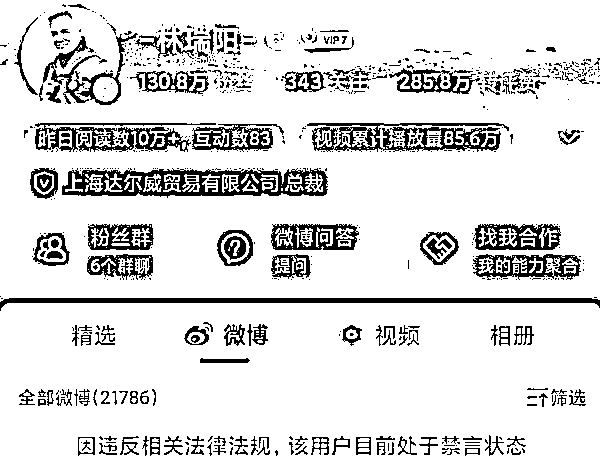 -林瑞阳- VIP 7
130.8万 粉丝 343 关注 285.8万 转评赞
昨日阅读数10万+, 互动数83 视频累计播放量85.6万
上海达尔威贸易有限公司 总裁
粉丝群 微博问答 找我合作
6个群聊 提问 我的能力聚合
精选 微博 视频 相册
全部微博(21786) 筛选
因违反相关法律法规，该用户目前处于禁言状态